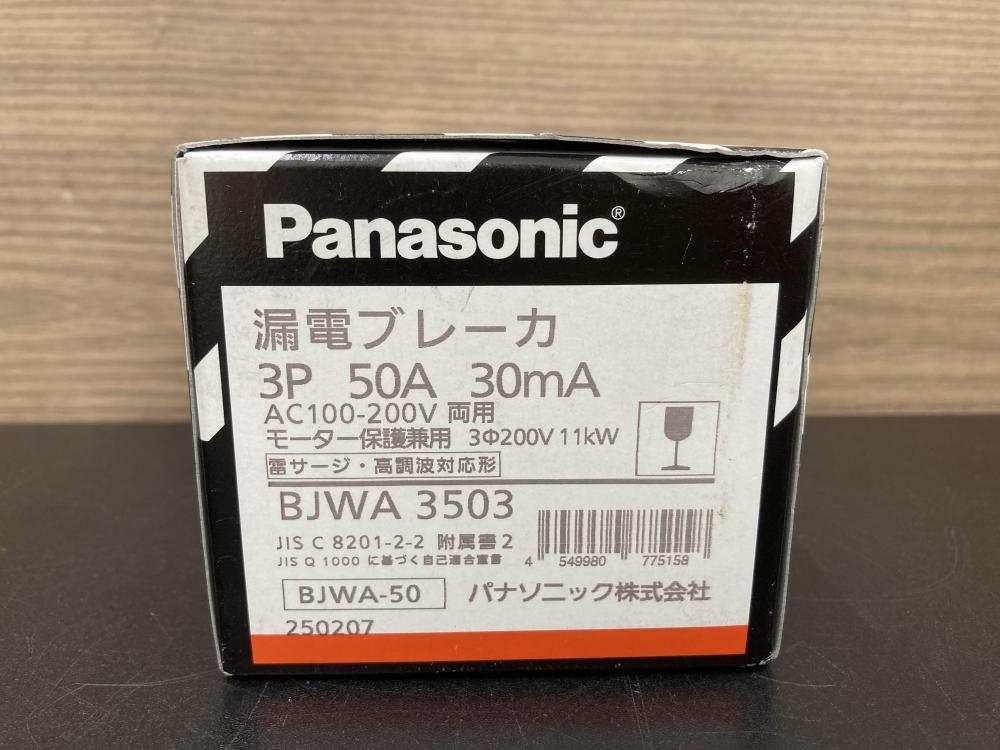 Panasonic®
漏電ブレーカ
3P 50A 30mA
AC100-200V 両用
モーター保護兼用 3Φ200V 11kW
雷サージ・高調波対応形
BJWA 3503
JIS C 8201-2-2 附属書2
JIS Q 1000 に基づく自己適合宣言
4 549980 775158
BJWA-50 パナソニック株式会社
250207